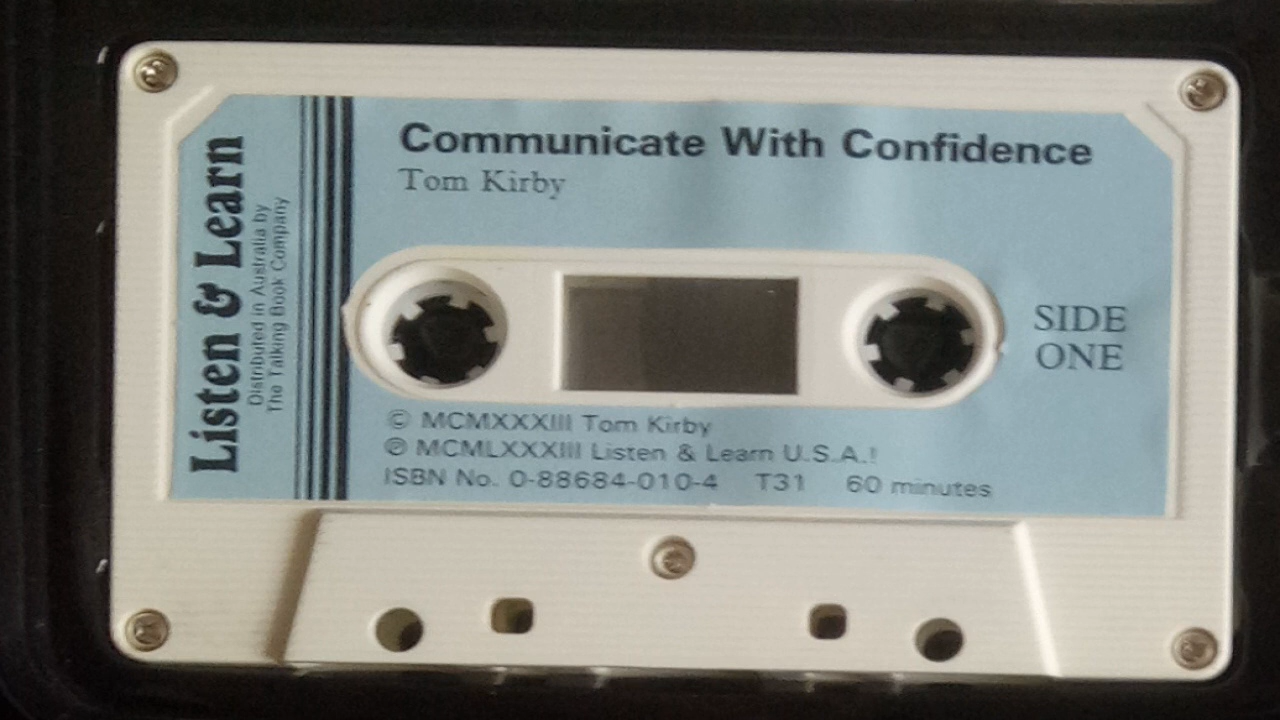 Listen & Learn
Distributed in Australia by
The Talking Book Company
Communicate With Confidence
Tom Kirby
SIDE
ONE
© MCMXXXIII Tom Kirby
℗ MCMLXXXIII Listen & Learn U.S.A.!
ISBN No. 0-88684-010-4 T31 60 minutes